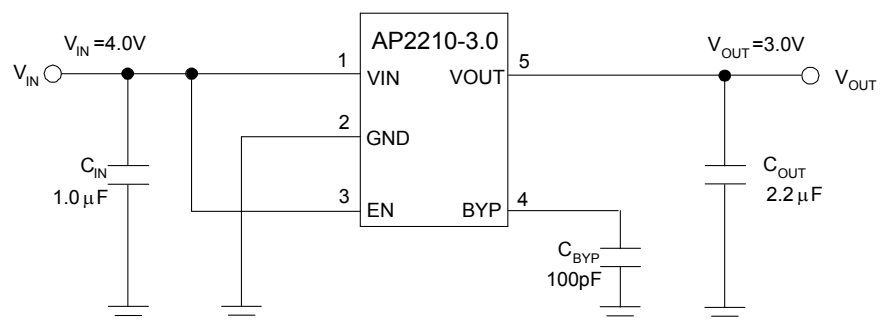 AP2210-3.0
V_IN =4.0V
V_OUT =3.0V
V_IN
1
VIN
VOUT
5
V_OUT
2
GND
C_IN
1.0 μF
C_OUT
2.2 μF
3
EN
BYP
4
C_BYP
100pF